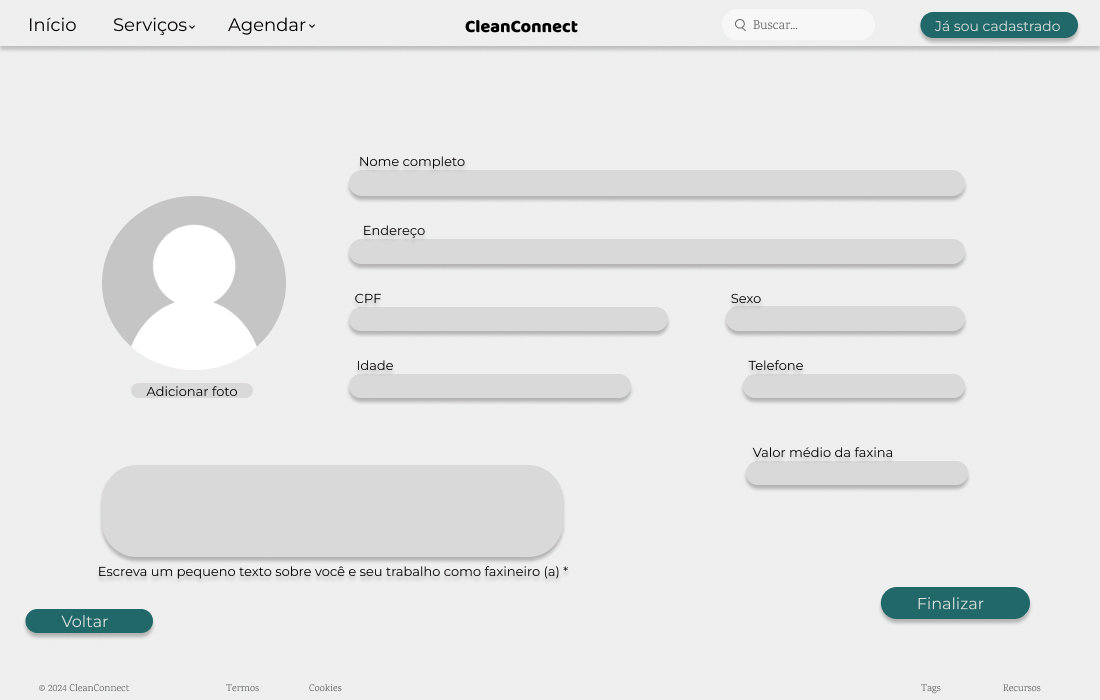 Início
Serviços
Agendar
CleanConnect
Buscar...
Já sou cadastrado
Nome completo
Endereço
CPF
Sexo
Idade
Telefone
Adicionar foto
Valor médio da faxina
Escreva um pequeno texto sobre você e seu trabalho como faxineiro (a) *
Finalizar
Voltar
© 2024 CleanConnect
Termos
Cookies
Tags
Recursos